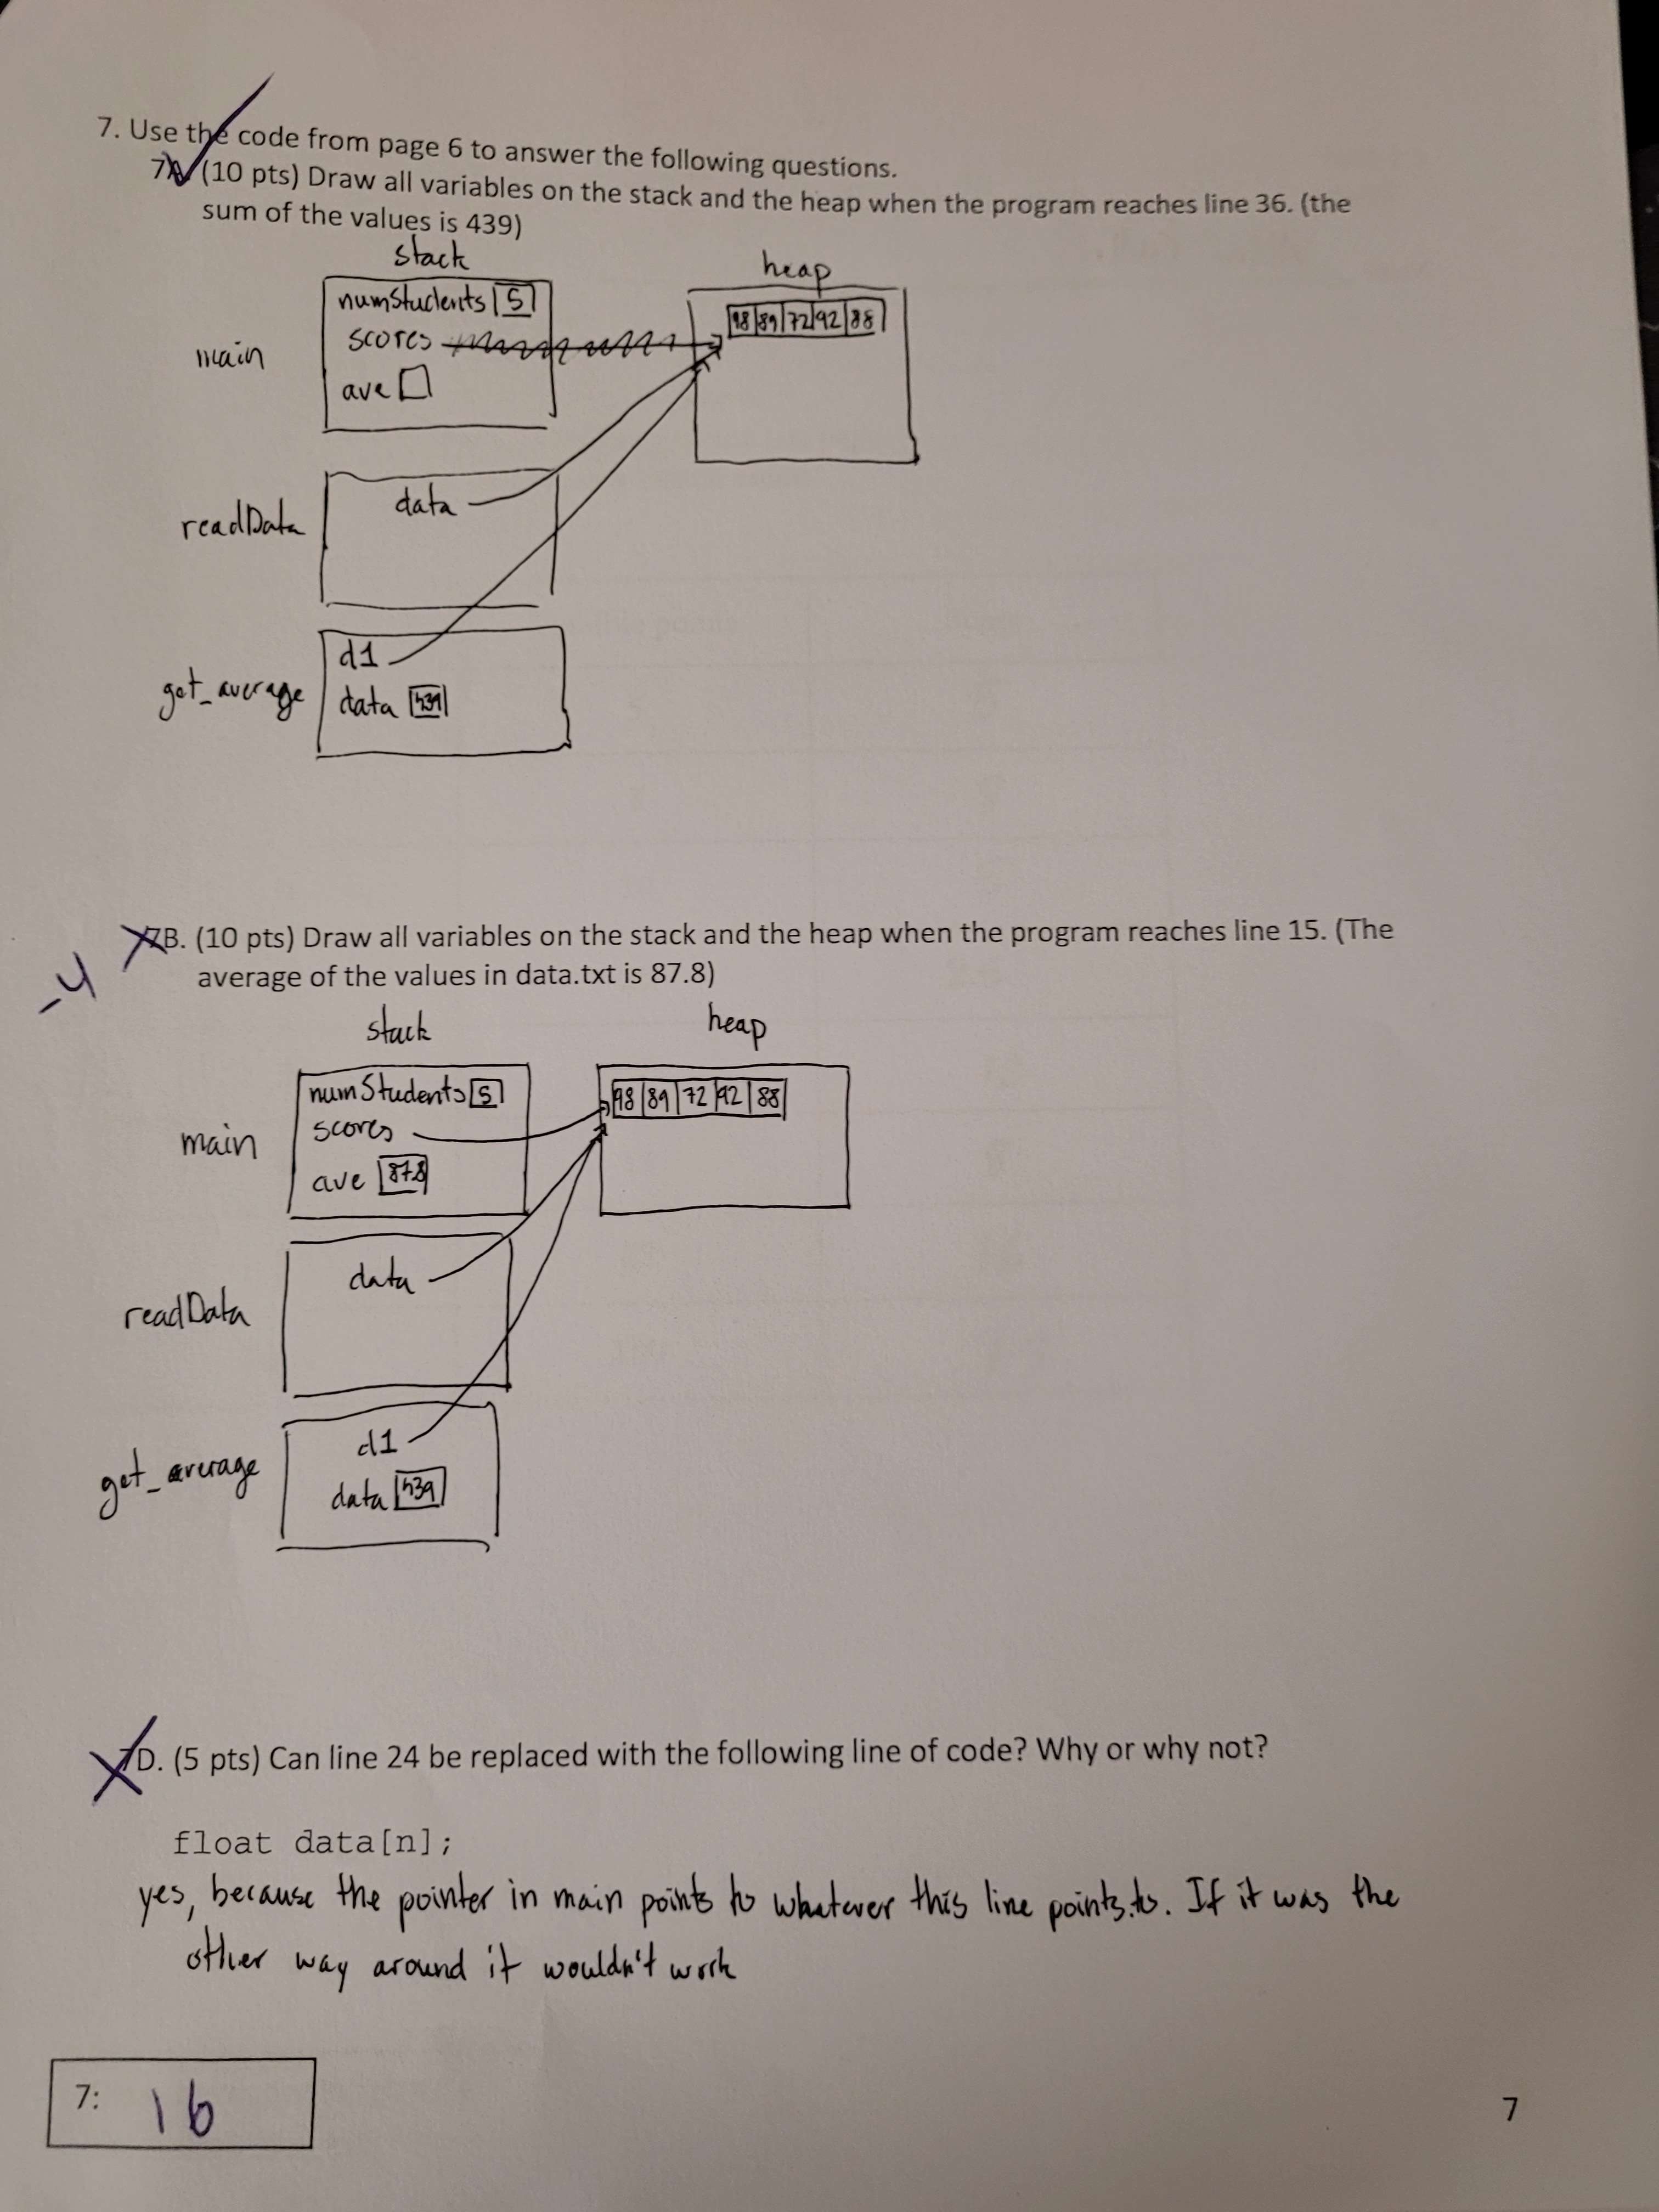 7. Use the code from page 6 to answer the following questions.
7A. (10 pts) Draw all variables on the stack and the heap when the program reaches line 36. (the
sum of the values is 439)
stack
heap
numStudents 5
98 89 72 92 88
scores
main
ave
data
readData
d1
get_average
data 439
-4
7B. (10 pts) Draw all variables on the stack and the heap when the program reaches line 15. (The
average of the values in data.txt is 87.8)
stack
heap
numStudents 5
98 89 72 92 88
scores
main
ave 87.8
data
readData
d1
get_average
data 439
7D. (5 pts) Can line 24 be replaced with the following line of code? Why or why not?
float data[n];
yes, because the pointer in main points to whatever this line points to. If it was the
other way around it wouldn't work
7: 16
7